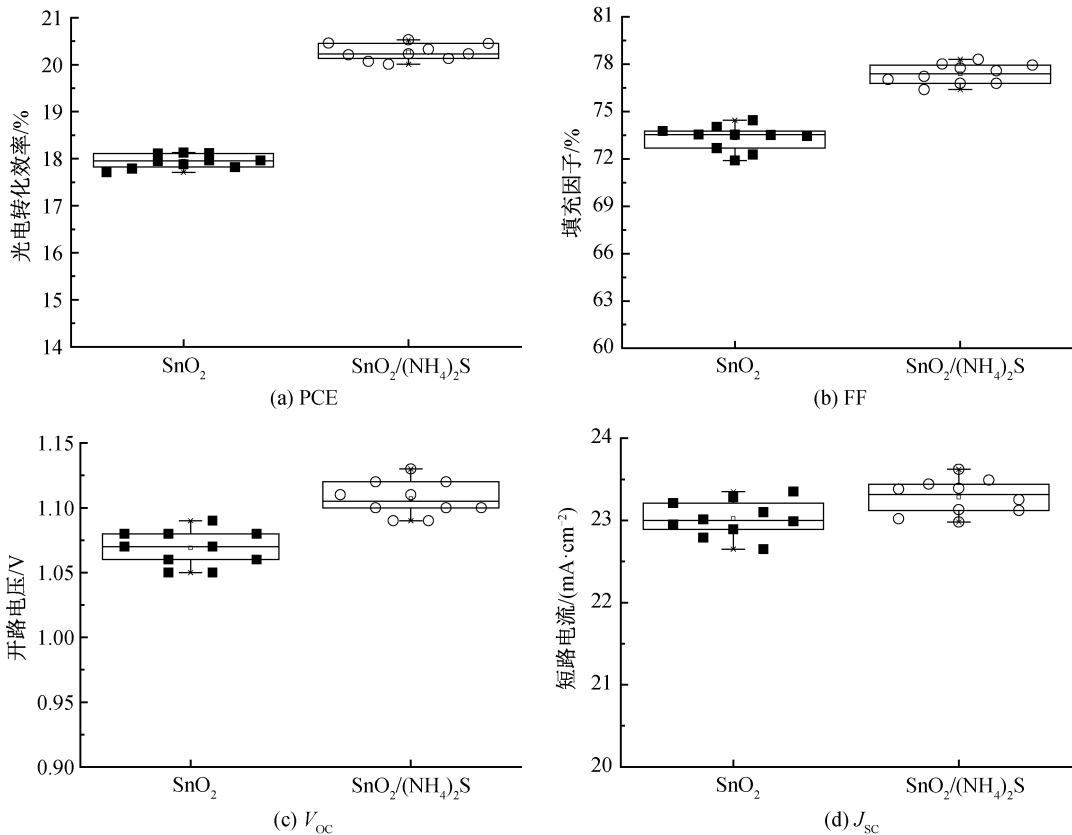 光电转化效率/%
21
20
19
18
17
16
15
14
SnO₂
SnO₂/(NH₄)₂S
(a) PCE
填充因子/%
81
78
75
72
69
66
63
60
SnO₂
SnO₂/(NH₄)₂S
(b) FF
开路电压/V
1.15
1.10
1.05
1.00
0.95
0.90
SnO₂
SnO₂/(NH₄)₂S
(c) V_OC
短路电流/(mA·cm⁻²)
24
23
22
21
20
SnO₂
SnO₂/(NH₄)₂S
(d) J_SC